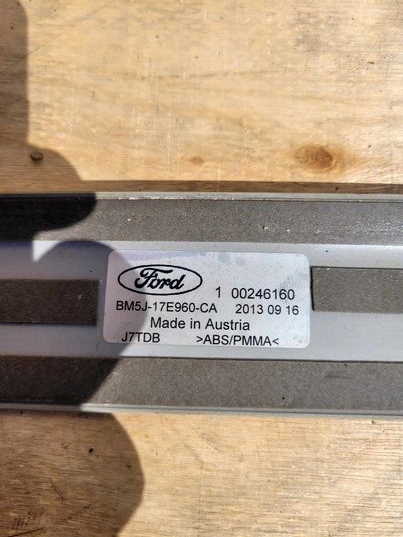 Ford
1 00246160
BM5J-17E960-CA 2013 09 16
Made in Austria
J7TDB >ABS/PMMA<